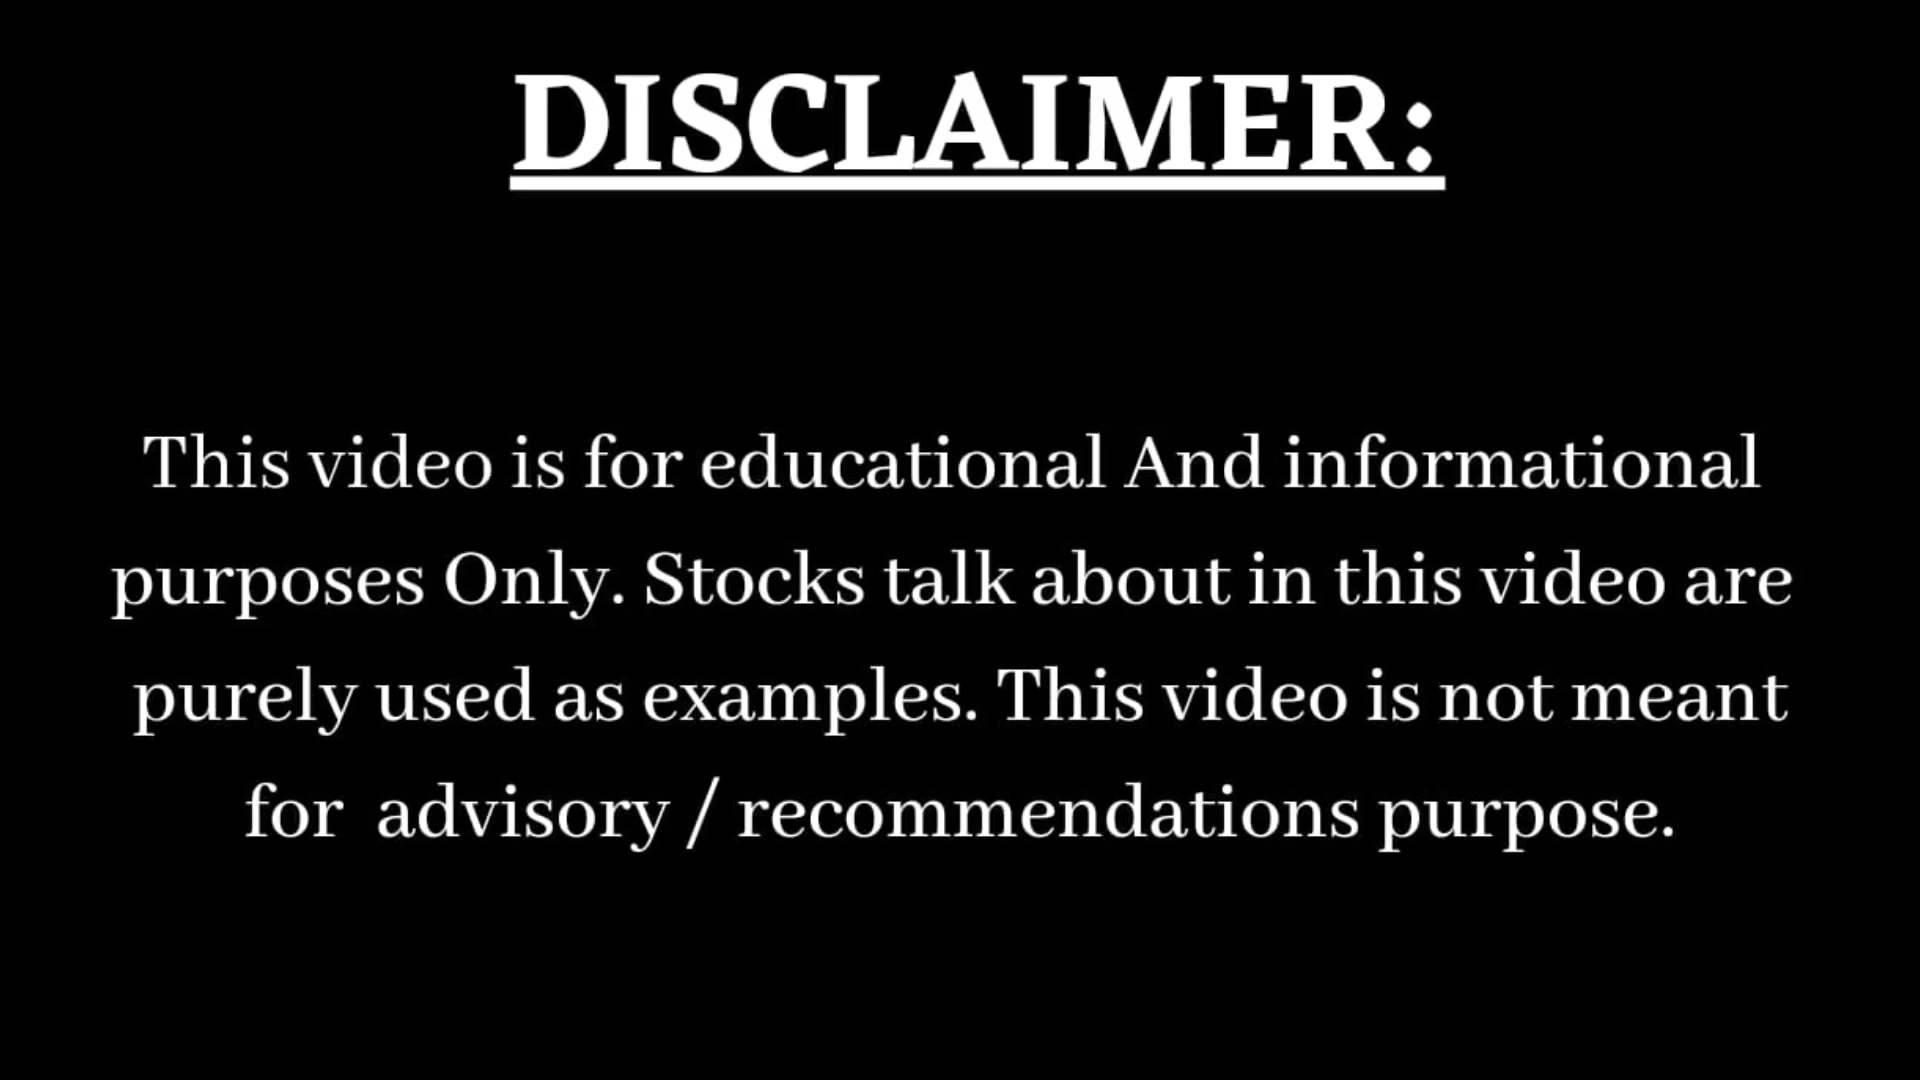 DISCLAIMER:
This video is for educational And informational
purposes Only. Stocks talk about in this video are
purely used as examples. This video is not meant
for advisory / recommendations purpose.